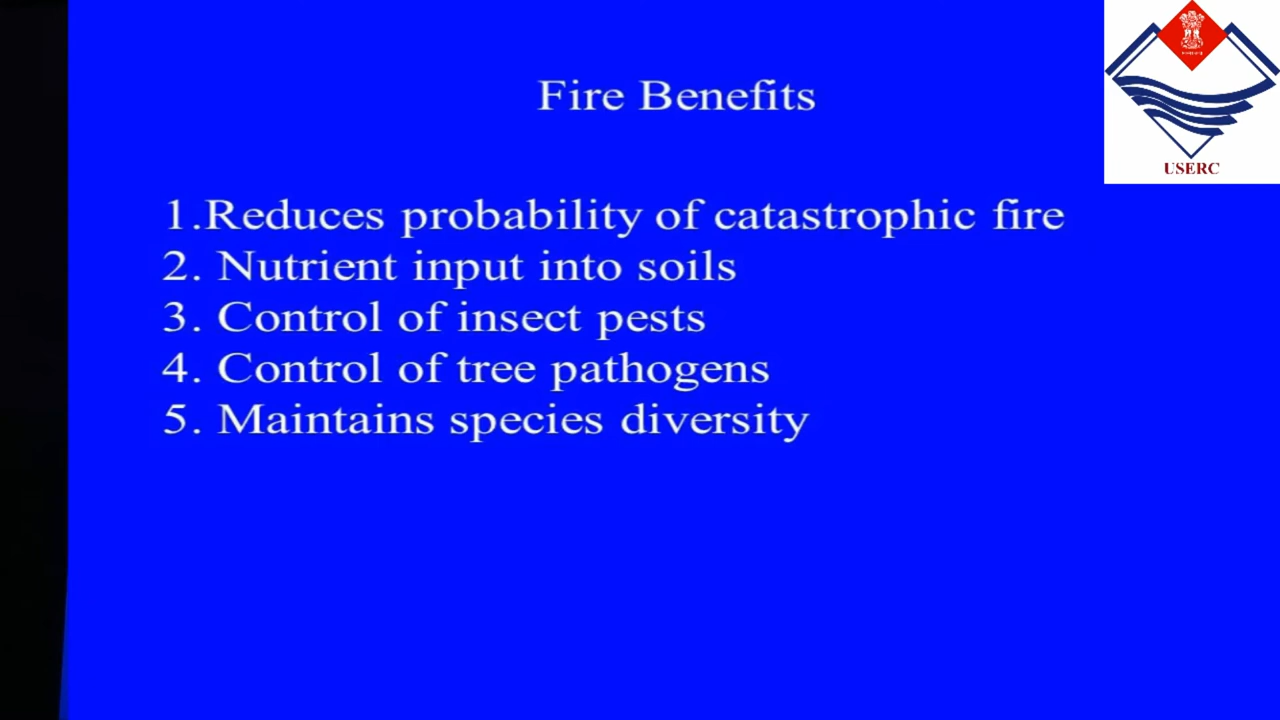 Fire Benefits
1.Reduces probability of catastrophic fire
2. Nutrient input into soils
3. Control of insect pests
4. Control of tree pathogens
5. Maintains species diversity
USERC